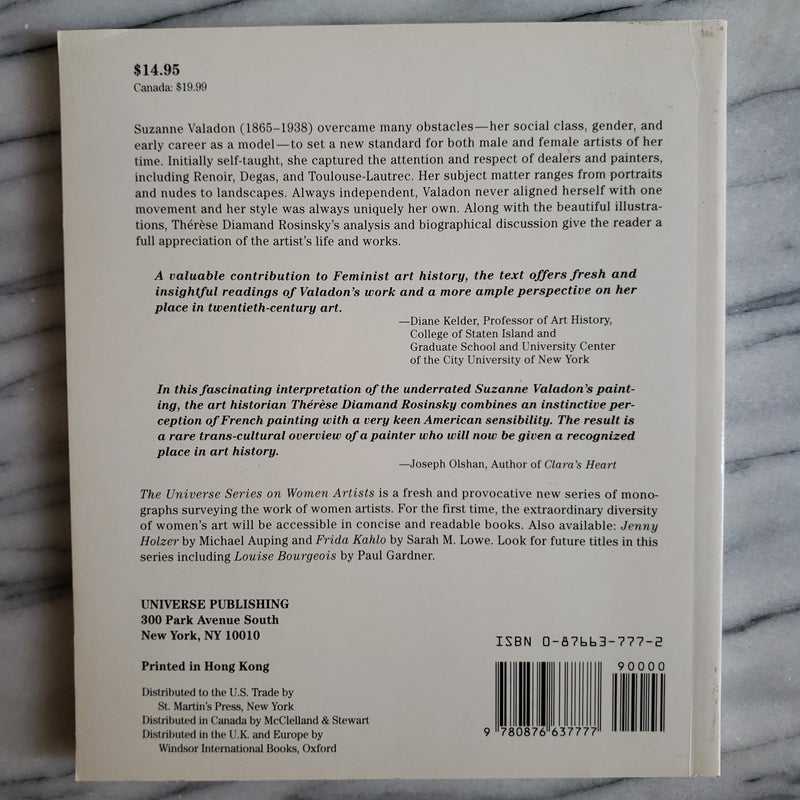 $14.95
Canada: $19.99
Suzanne Valadon (1865–1938) overcame many obstacles—her social class, gender, and
early career as a model—to set a new standard for both male and female artists of her
time. Initially self-taught, she captured the attention and respect of dealers and painters,
including Renoir, Degas, and Toulouse-Lautrec. Her subject matter ranges from portraits
and nudes to landscapes. Always independent, Valadon never aligned herself with one
movement and her style was always uniquely her own. Along with the beautiful illustra-
tions, Thérèse Diamand Rosinsky's analysis and biographical discussion give the reader a
full appreciation of the artist's life and works.
A valuable contribution to Feminist art history, the text offers fresh and
insightful readings of Valadon's work and a more ample perspective on her
place in twentieth-century art.
—Diane Kelder, Professor of Art History,
College of Staten Island and
Graduate School and University Center
of the City University of New York
In this fascinating interpretation of the underrated Suzanne Valadon's paint-
ing, the art historian Thérèse Diamand Rosinsky combines an instinctive per-
ception of French painting with a very keen American sensibility. The result is
a rare trans-cultural overview of a painter who will now be given a recognized
place in art history.
—Joseph Olshan, Author of Clara's Heart
The Universe Series on Women Artists is a fresh and provocative new series of mono-
graphs surveying the work of women artists. For the first time, the extraordinary diversity
of women's art will be accessible in concise and readable books. Also available: Jenny
Holzer by Michael Auping and Frida Kahlo by Sarah M. Lowe. Look for future titles in this
series including Louise Bourgeois by Paul Gardner.
UNIVERSE PUBLISHING
300 Park Avenue South
New York, NY 10010
Printed in Hong Kong
Distributed to the U.S. Trade by
St. Martin's Press, New York
Distributed in Canada by McClelland & Stewart
Distributed in the U.K. and Europe by
Windsor International Books, Oxford
ISBN 0-87663-777-2
90000
9 780876 637777